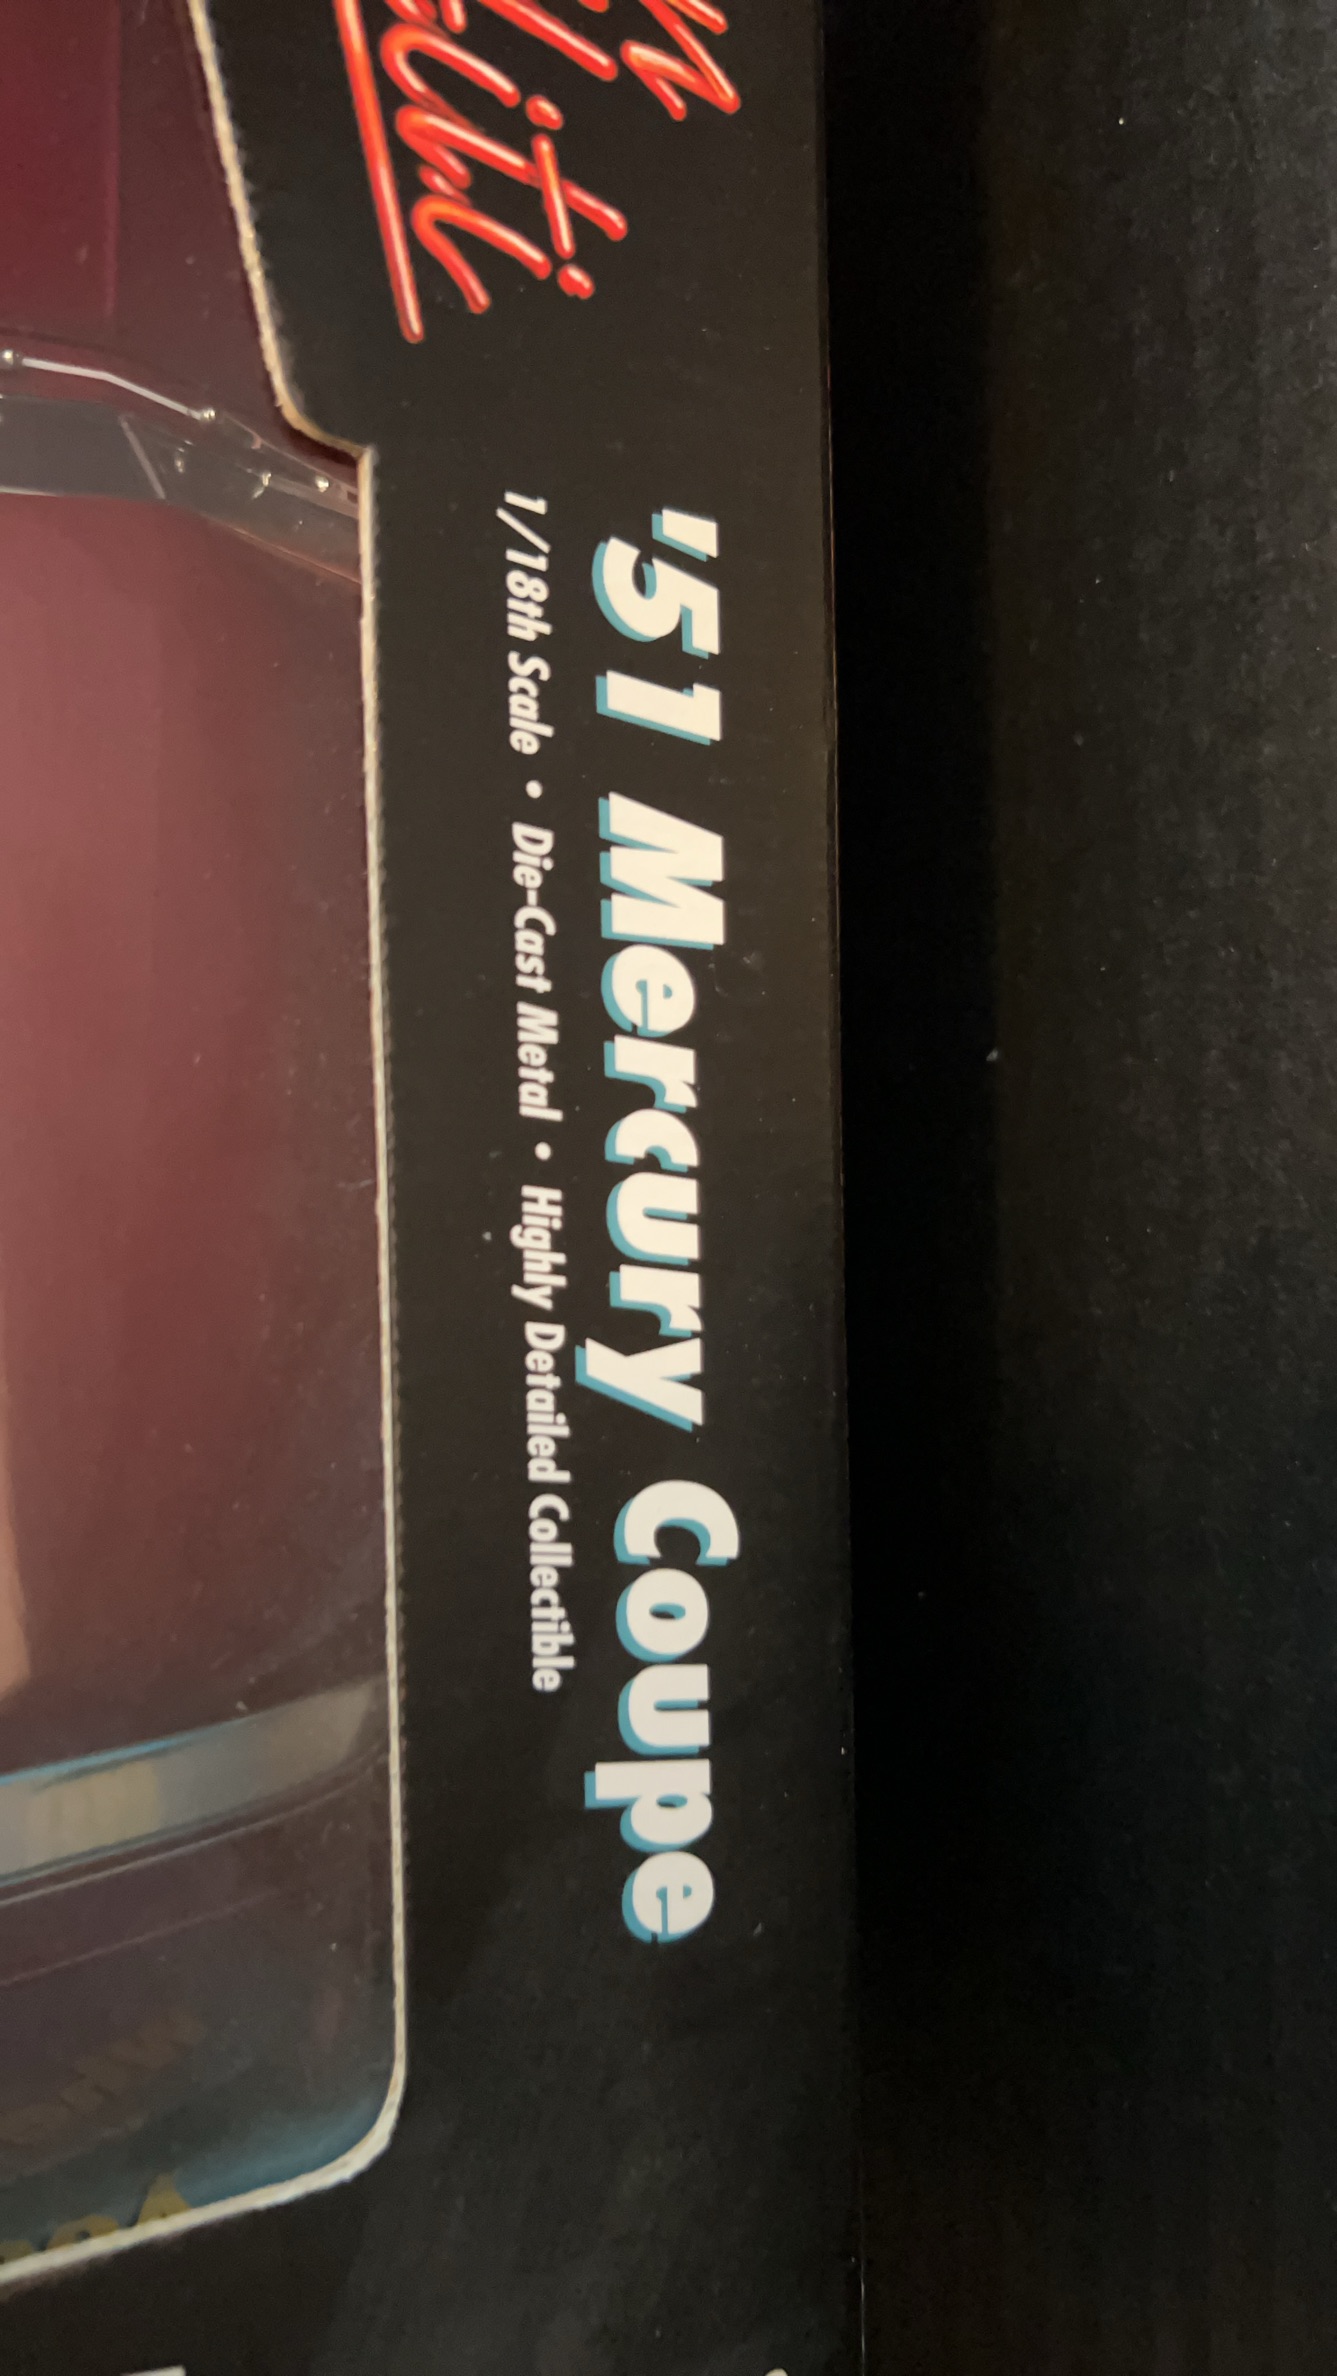 '51 Mercury Coupe
1/18th Scale • Die-Cast Metal • Highly Detailed Collectible